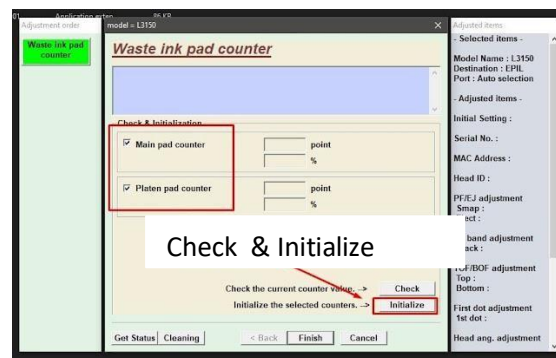 Application exten 86 KB
Adjustment order
Waste ink pad
counter
model = L3150
Waste ink pad counter
Check & Initialization
Main pad counter
point
%
Platen pad counter
point
%
Check & Initialize
Check the current counter value. -->
Check
Initialize the selected counters. -->
Initialize
Get Status
Cleaning
< Back
Finish
Cancel
Adjusted items
- Selected items -
Model Name : L3150
Destination : EPIL
Port : Auto selection
- Adjusted items -
Initial Setting :
Serial No. :
MAC Address :
Head ID :
PF/EJ adjustment
Smap :
band adjustment
TOF/BOF adjustment
Top :
Bottom :
First dot adjustment
1st dot :
Head ang. adjustment